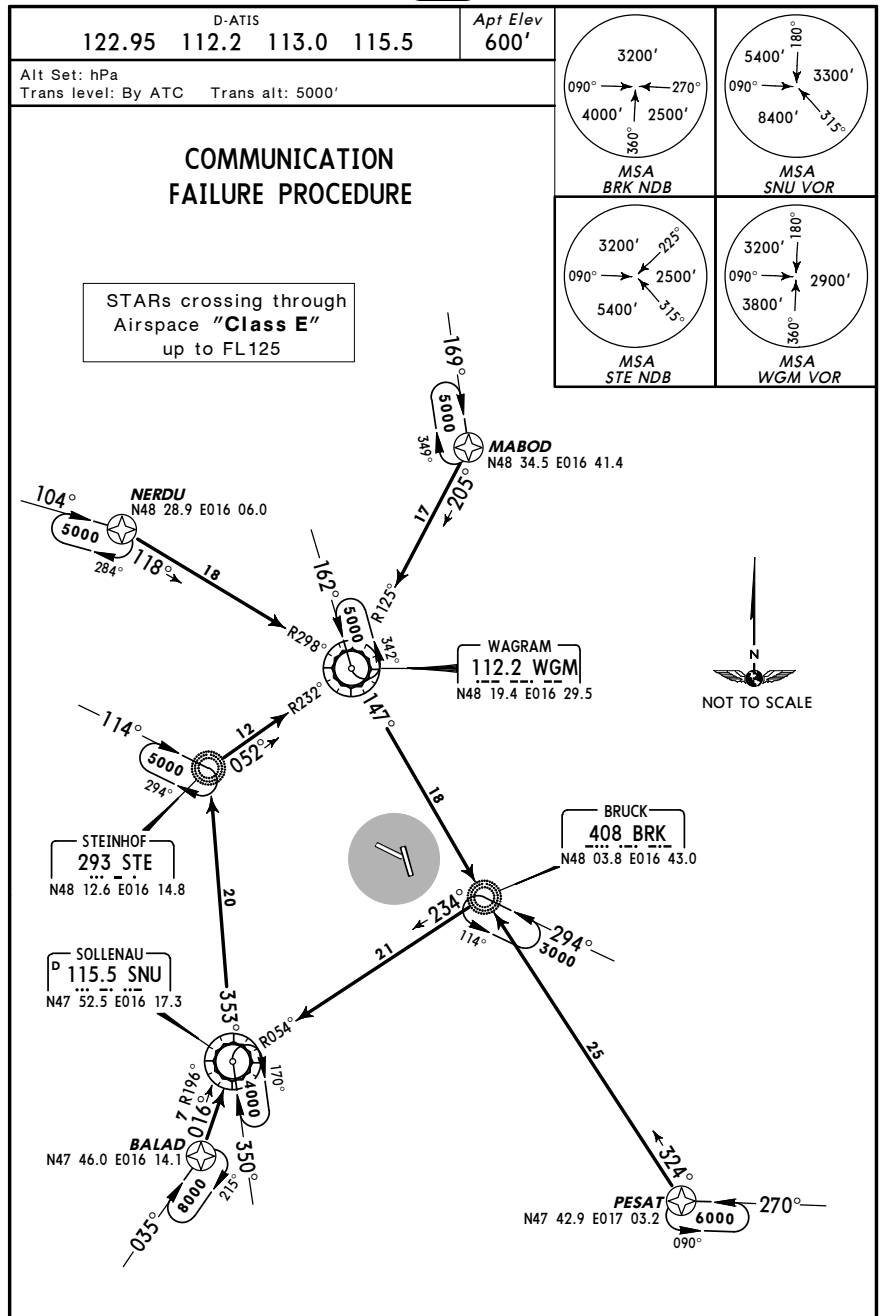 D-ATIS
122.95 112.2 113.0 115.5
Apt Elev
600'
Alt Set: hPa
Trans level: By ATC Trans alt: 5000'
3200'
090°
270°
4000'
2500'
360°
MSA
BRK NDB
5400'
180°
3300'
090°
8400'
315°
MSA
SNU VOR
3200'
225°
090°
2500'
5400'
315°
MSA
STE NDB
3200'
180°
090°
2900'
3800'
360°
MSA
WGM VOR
COMMUNICATION
FAILURE PROCEDURE
STARs crossing through
Airspace "Class E"
up to FL125
169°
5000
349°
MABOD
N48 34.5 E016 41.4
205°
17
R125°
104°
NERDU
N48 28.9 E016 06.0
5000
284°
118°
18
R298°
162°
5000
342°
WAGRAM
112.2 WGM
N48 19.4 E016 29.5
N
NOT TO SCALE
147°
18
114°
5000
294°
12
052°
R232°
STEINHOF
293 STE
N48 12.6 E016 14.8
BRUCK
408 BRK
N48 03.8 E016 43.0
234°
114°
294°
3000
20
21
SOLLENAU
D 115.5 SNU
N47 52.5 E016 17.3
353°
R054°
170°
4000
350°
7 R196°
016°
BALAD
N47 46.0 E016 14.1
8000
215°
035°
25
324°
PESAT
N47 42.9 E017 03.2
270°
6000
090°